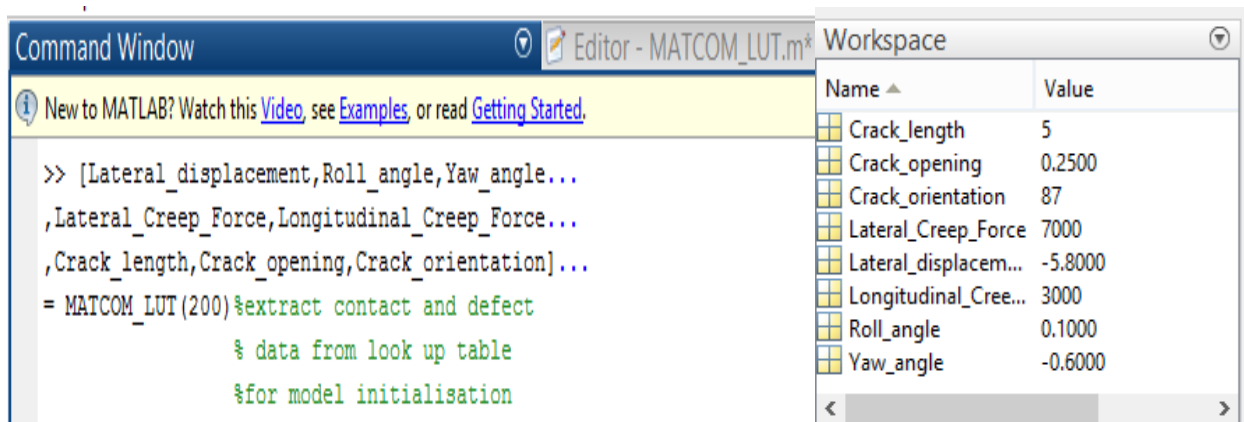 Command Window
Editor - MATCOM_LUT.m*
New to MATLAB? Watch this Video, see Examples, or read Getting Started.
>> [Lateral_displacement,Roll_angle,Yaw_angle...
,Lateral_Creep_Force,Longitudinal_Creep_Force...
,Crack_length,Crack_opening,Crack_orientation]...
= MATCOM_LUT(200)%extract contact and defect
% data from look up table
%for model initialisation
Workspace
Name Value
Crack_length 5
Crack_opening 0.2500
Crack_orientation 87
Lateral_Creep_Force 7000
Lateral_displacem... -5.8000
Longitudinal_Cree... 3000
Roll_angle 0.1000
Yaw_angle -0.6000